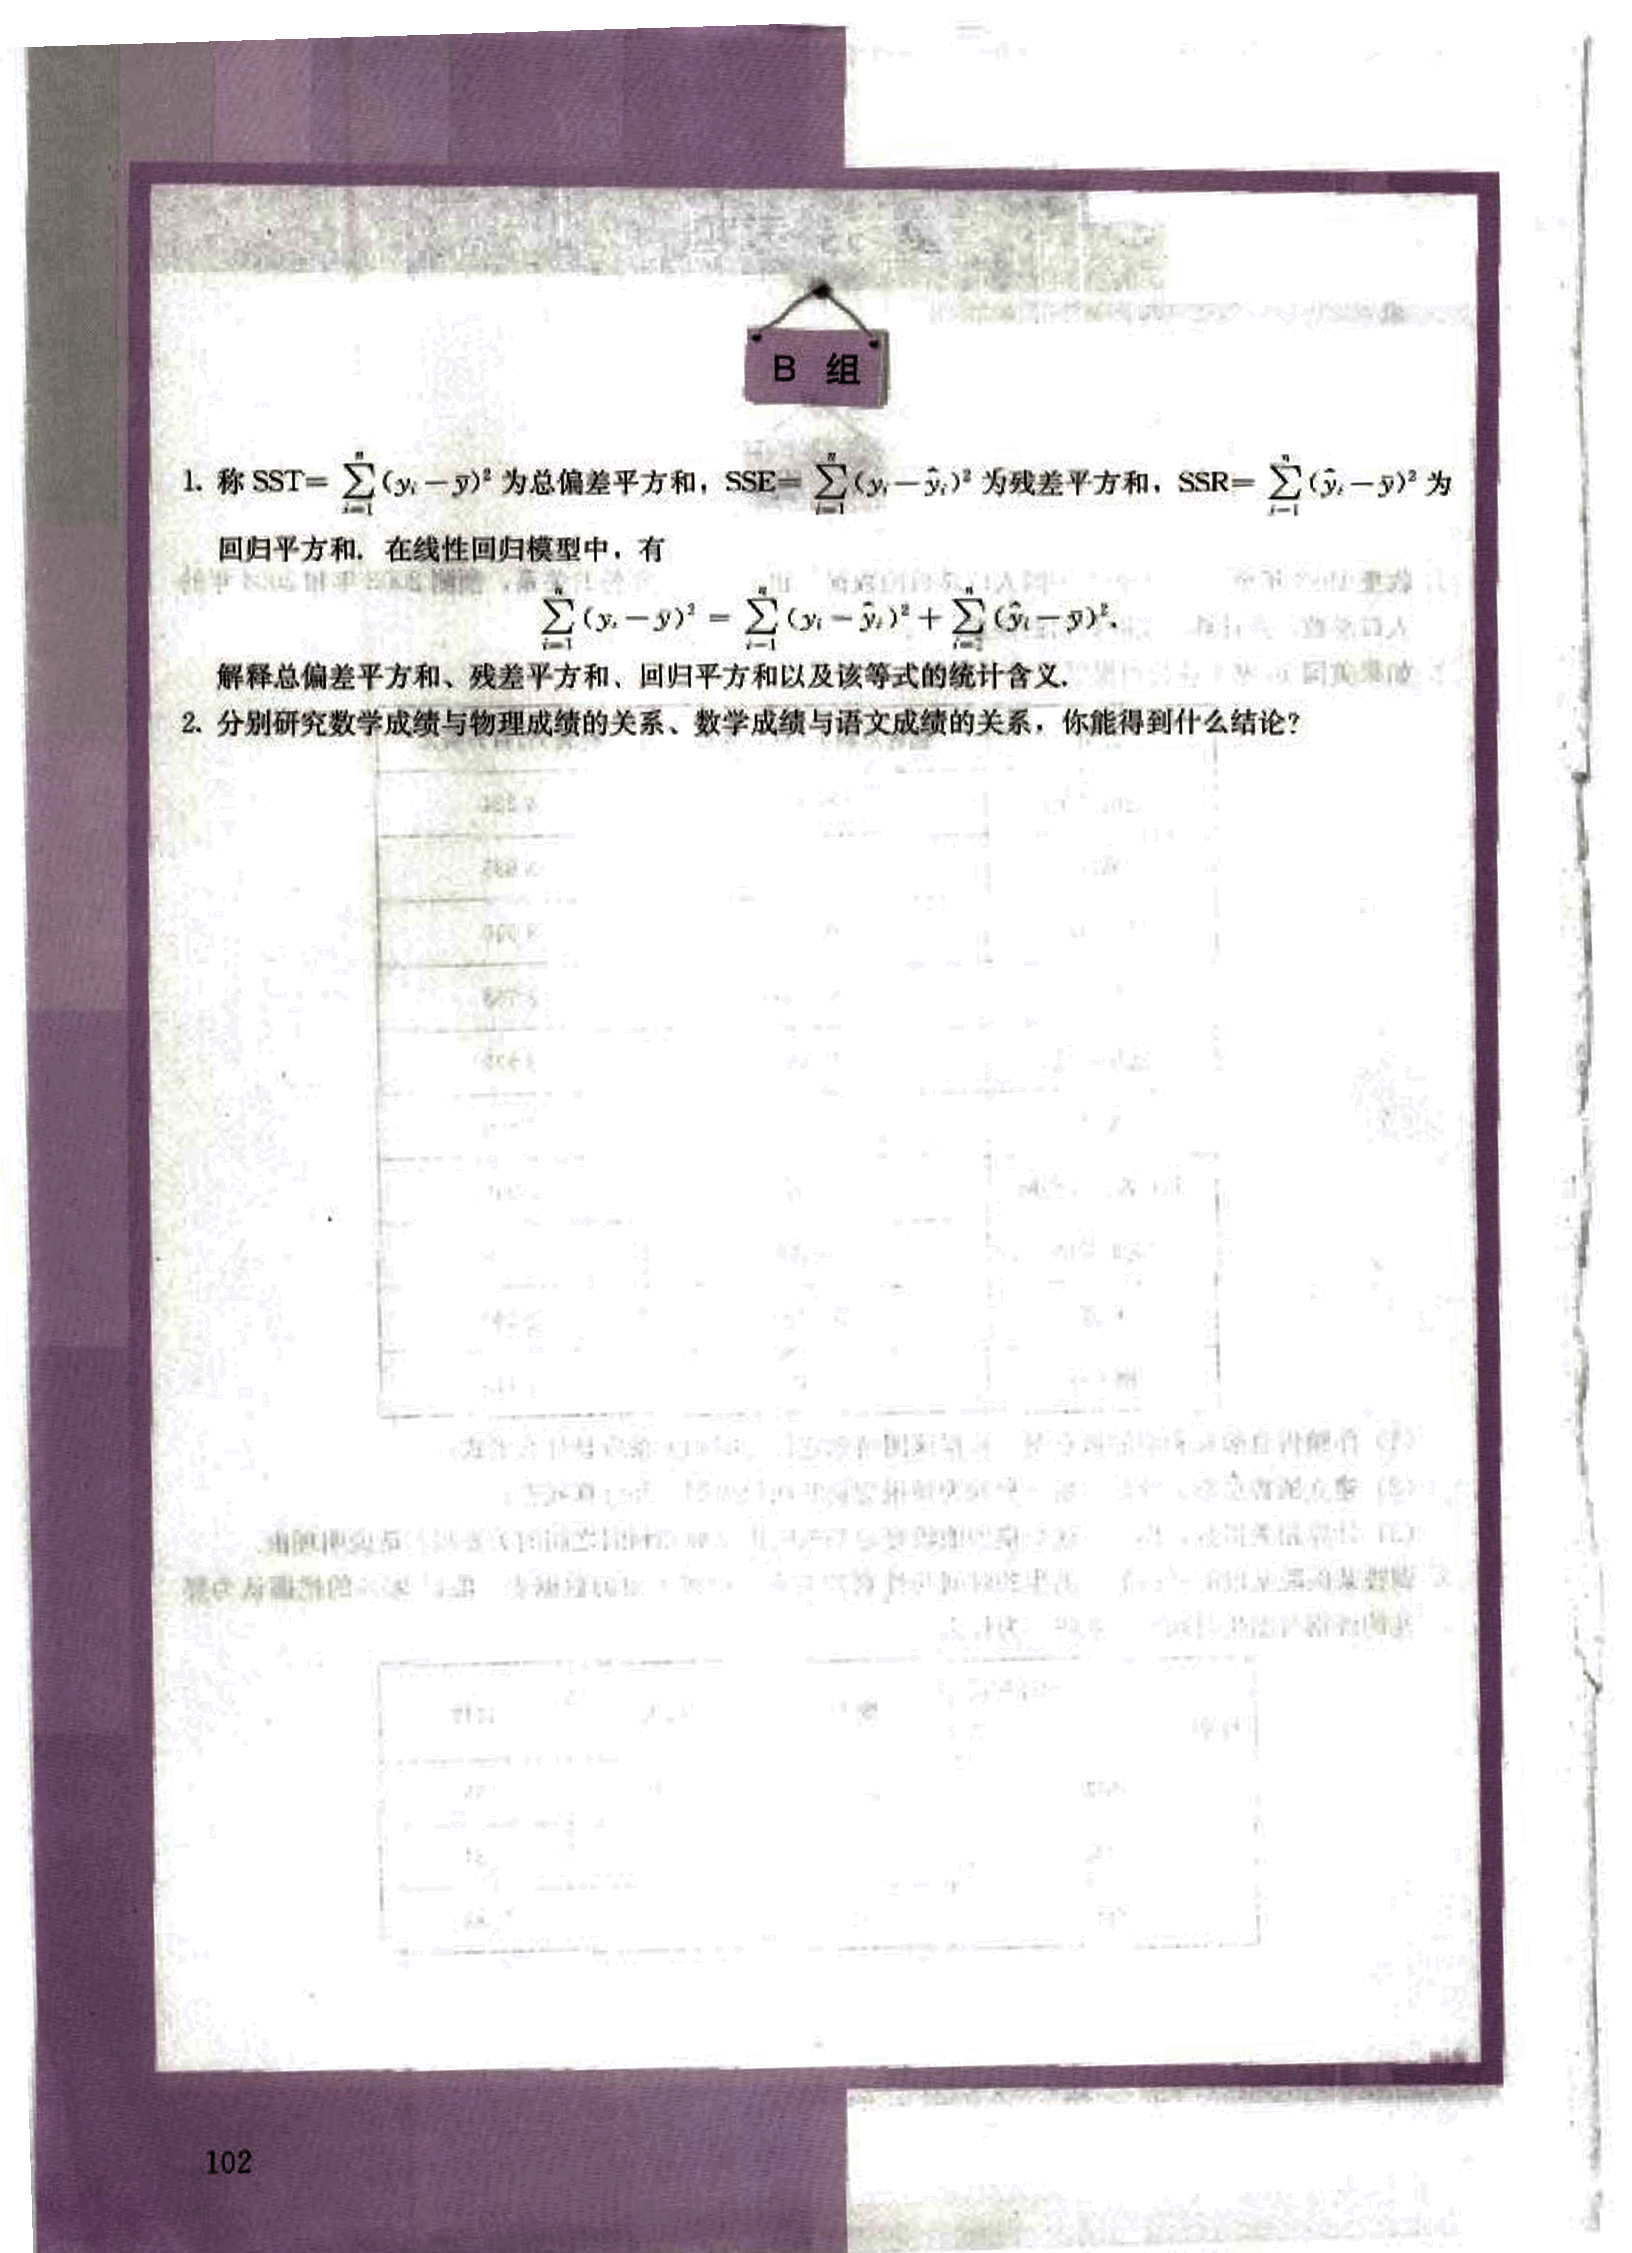 B 组
1. 称 SST= $\sum_{i=1}^{n}(y_i-\bar{y})^2$ 为总偏差平方和，SSE= $\sum_{i=1}^{n}(y_i-\hat{y}_i)^2$ 为残差平方和，SSR= $\sum_{i=1}^{n}(\hat{y}_i-\bar{y})^2$ 为
回归平方和. 在线性回归模型中，有
$\sum_{i=1}^{n}(y_i-\bar{y})^2=\sum_{i=1}^{n}(y_i-\hat{y}_i)^2+\sum_{i=1}^{n}(\hat{y}_i-\bar{y})^2.$
解释总偏差平方和、残差平方和、回归平方和以及该等式的统计含义.
2. 分别研究数学成绩与物理成绩的关系、数学成绩与语文成绩的关系，你能得到什么结论?
102